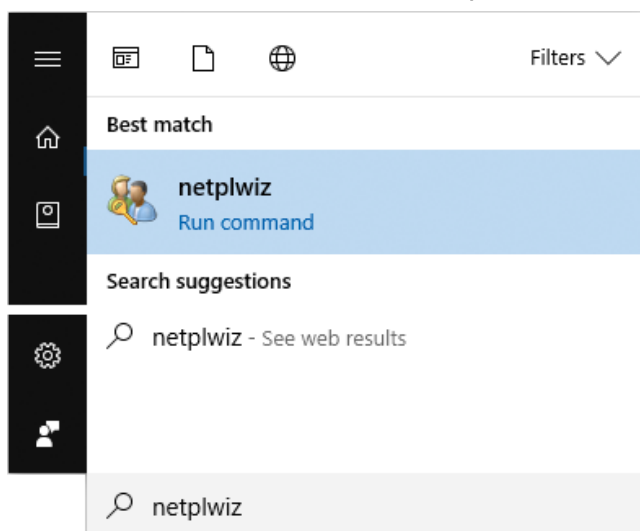 Filters
Best match
netplwiz
Run command
Search suggestions
netplwiz - See web results
netplwiz